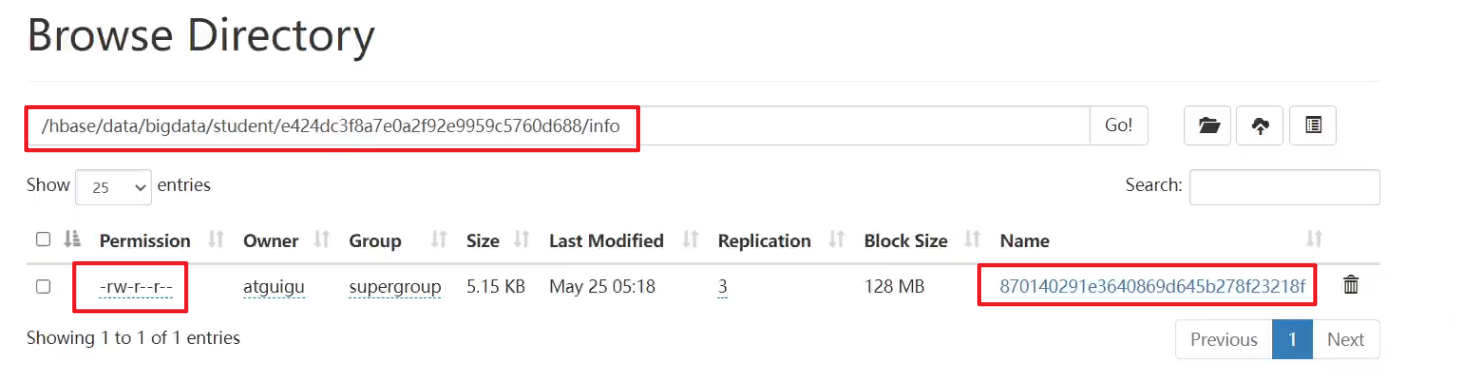 Browse Directory
/hbase/data/bigdata/student/e424dc3f8a7e0a2f92e9959c5760d688/info Go!
Show 25 entries Search:
Permission Owner Group Size Last Modified Replication Block Size Name
-rw-r--r-- atguigu supergroup 5.15 KB May 25 05:18 3 128 MB 870140291e3640869d645b278f23218f
Showing 1 to 1 of 1 entries Previous 1 Next